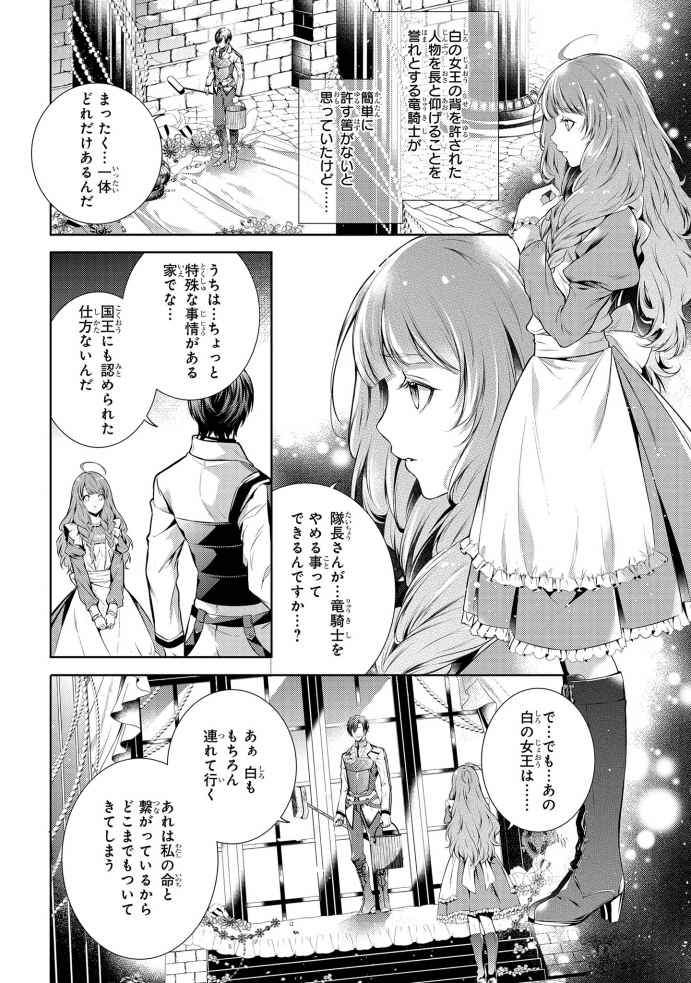 白の女王の背を許された
人物を長と仰げることを
誉れとする竜騎士が
簡単に
許す筈がないと
思っていたけど……
まったく…一体
どれだけあるんだ
隊長さんが…竜騎士を
やめる事って
できるんですか…？
うちは…ちょっと
特殊な事情がある
家でな…
国王にも認められた
仕方ないんだ
で…でも…あの
白の女王は……
あぁ 白も
もちろん
連れて行く
あれは私の命と
繋がっているから
どこまでもついて
きてしまう